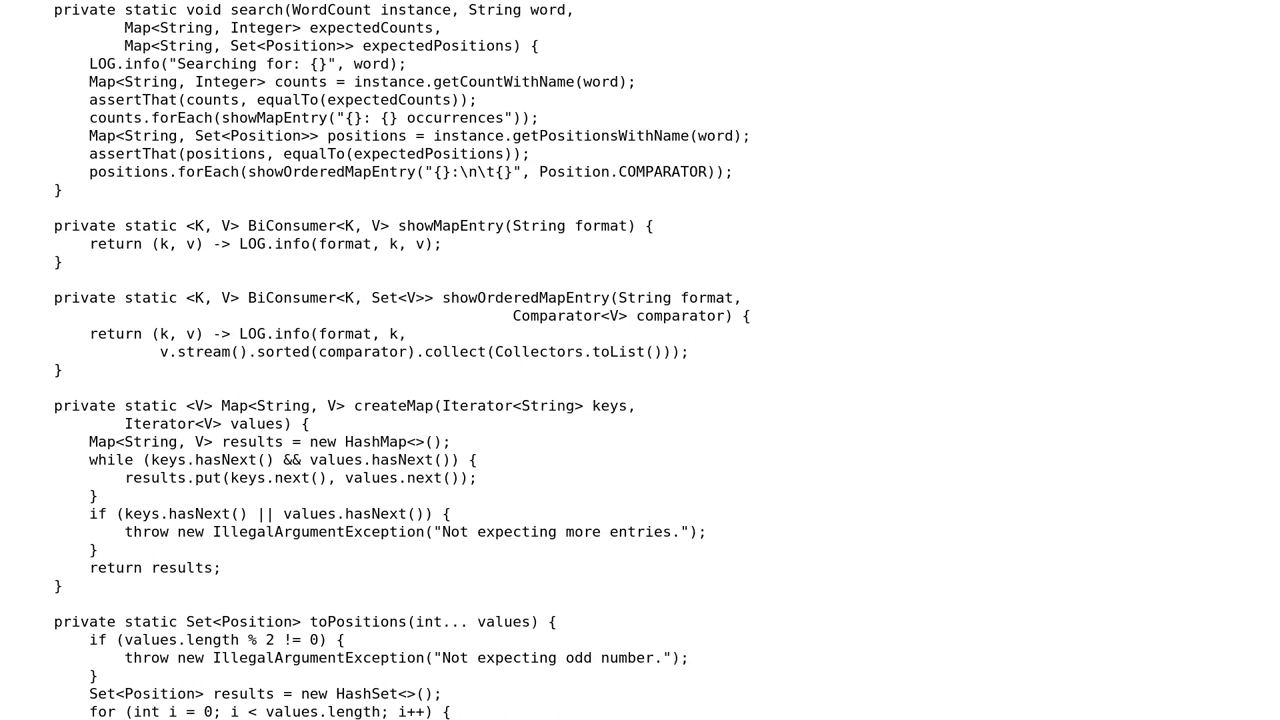 private static void search(WordCount instance, String word,
        Map<String, Integer> expectedCounts,
        Map<String, Set<Position>> expectedPositions) {
    LOG.info("Searching for: {}", word);
    Map<String, Integer> counts = instance.getCountWithName(word);
    assertThat(counts, equalTo(expectedCounts));
    counts.forEach(showMapEntry("{}: {} occurrences"));
    Map<String, Set<Position>> positions = instance.getPositionsWithName(word);
    assertThat(positions, equalTo(expectedPositions));
    positions.forEach(showOrderedMapEntry("{}:\n\t{}", Position.COMPARATOR));
}

private static <K, V> BiConsumer<K, V> showMapEntry(String format) {
    return (k, v) -> LOG.info(format, k, v);
}

private static <K, V> BiConsumer<K, Set<V>> showOrderedMapEntry(String format,
                                                    Comparator<V> comparator) {
    return (k, v) -> LOG.info(format, k,
            v.stream().sorted(comparator).collect(Collectors.toList()));
}

private static <V> Map<String, V> createMap(Iterator<String> keys,
        Iterator<V> values) {
    Map<String, V> results = new HashMap<>();
    while (keys.hasNext() && values.hasNext()) {
        results.put(keys.next(), values.next());
    }
    if (keys.hasNext() || values.hasNext()) {
        throw new IllegalArgumentException("Not expecting more entries.");
    }
    return results;
}

private static Set<Position> toPositions(int... values) {
    if (values.length % 2 != 0) {
        throw new IllegalArgumentException("Not expecting odd number.");
    }
    Set<Position> results = new HashSet<>();
    for (int i = 0; i < values.length; i++) {